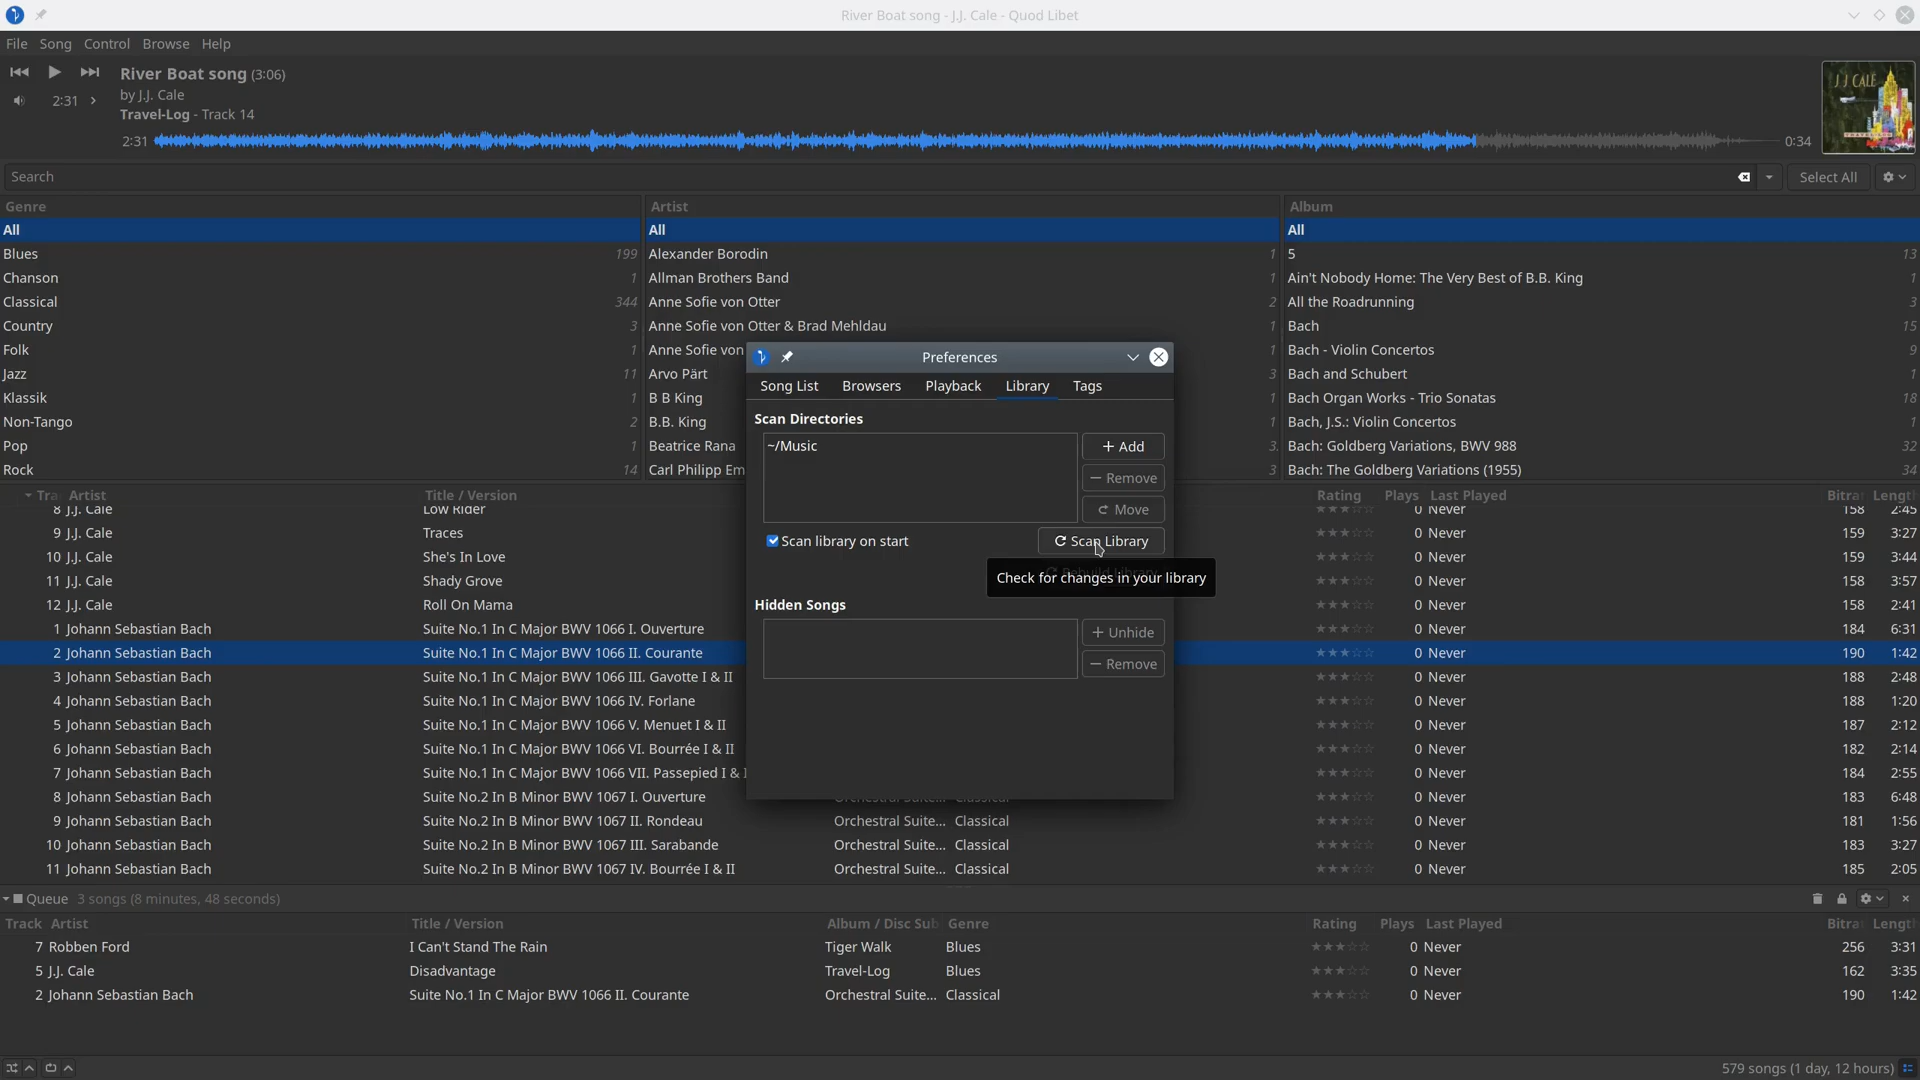 River Boat song - J.J. Cale - Quod Libet
File Song Control Browse Help
River Boat song (3:06)
2:31
by J.J. Cale
Travel-Log - Track 14
2:31 0:34
Search Select All
Genre Artist Album
All All All
Blues 199 Alexander Borodin 1 5 13
Chanson 1 Allman Brothers Band 1 Ain't Nobody Home: The Very Best of B.B. King 1
Classical 344 Anne Sofie von Otter 2 All the Roadrunning 3
Country 3 Anne Sofie von Otter & Brad Mehldau 1 Bach 15
Folk 1 Anne Sofie von 1 Bach - Violin Concertos 9
Jazz 11 Arvo Pärt 3 Bach and Schubert 1
Klassik 1 B B King 1 Bach Organ Works - Trio Sonatas 18
Non-Tango 2 B.B. King 1 Bach, J.S.: Violin Concertos 1
Pop 1 Beatrice Rana 3 Bach: Goldberg Variations, BWV 988 32
Rock 14 Carl Philipp Em 3 Bach: The Goldberg Variations (1955) 34
Preferences
Song List Browsers Playback Library Tags
Scan Directories
~/Music
Add
Remove
Move
Scan library on start Scan Library
Check for changes in your library
Hidden Songs
Unhide
Remove
Tra Artist Title / Version Rating Plays Last Played Bitra Lengt
8 J.J. Cale Low Rider 0 Never 158 2:45
9 J.J. Cale Traces 0 Never 159 3:27
10 J.J. Cale She's In Love 0 Never 159 3:44
11 J.J. Cale Shady Grove 0 Never 158 3:57
12 J.J. Cale Roll On Mama 0 Never 158 2:41
1 Johann Sebastian Bach Suite No.1 In C Major BWV 1066 I. Ouverture 0 Never 184 6:31
2 Johann Sebastian Bach Suite No.1 In C Major BWV 1066 II. Courante 0 Never 190 1:42
3 Johann Sebastian Bach Suite No.1 In C Major BWV 1066 III. Gavotte I & II 0 Never 188 2:48
4 Johann Sebastian Bach Suite No.1 In C Major BWV 1066 IV. Forlane 0 Never 188 1:20
5 Johann Sebastian Bach Suite No.1 In C Major BWV 1066 V. Menuet I & II 0 Never 187 2:12
6 Johann Sebastian Bach Suite No.1 In C Major BWV 1066 VI. Bourrée I & II 0 Never 182 2:14
7 Johann Sebastian Bach Suite No.1 In C Major BWV 1066 VII. Passepied I & 0 Never 184 2:55
8 Johann Sebastian Bach Suite No.2 In B Minor BWV 1067 I. Ouverture Orchestral Suite... Classical 0 Never 183 6:48
9 Johann Sebastian Bach Suite No.2 In B Minor BWV 1067 II. Rondeau Orchestral Suite... Classical 0 Never 181 1:56
10 Johann Sebastian Bach Suite No.2 In B Minor BWV 1067 III. Sarabande Orchestral Suite... Classical 0 Never 183 3:27
11 Johann Sebastian Bach Suite No.2 In B Minor BWV 1067 IV. Bourrée I & II Orchestral Suite... Classical 0 Never 185 2:05
Queue 3 songs (8 minutes, 48 seconds)
Track Artist Title / Version Album / Disc Sub Genre Rating Plays Last Played Bitra Lengt
7 Robben Ford I Can't Stand The Rain Tiger Walk Blues 0 Never 256 3:31
5 J.J. Cale Disadvantage Travel-Log Blues 0 Never 162 3:35
2 Johann Sebastian Bach Suite No.1 In C Major BWV 1066 II. Courante Orchestral Suite... Classical 0 Never 190 1:42
579 songs (1 day, 12 hours)